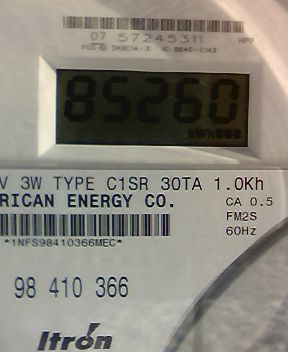 07 57245311
85260
kWh
V 3W TYPE C1SR 30TA 1.0Kh
RICAN ENERGY CO.
CA 0.5
FM2S
60Hz
*1NFS98410366MEC*
98 410 366
Itrón